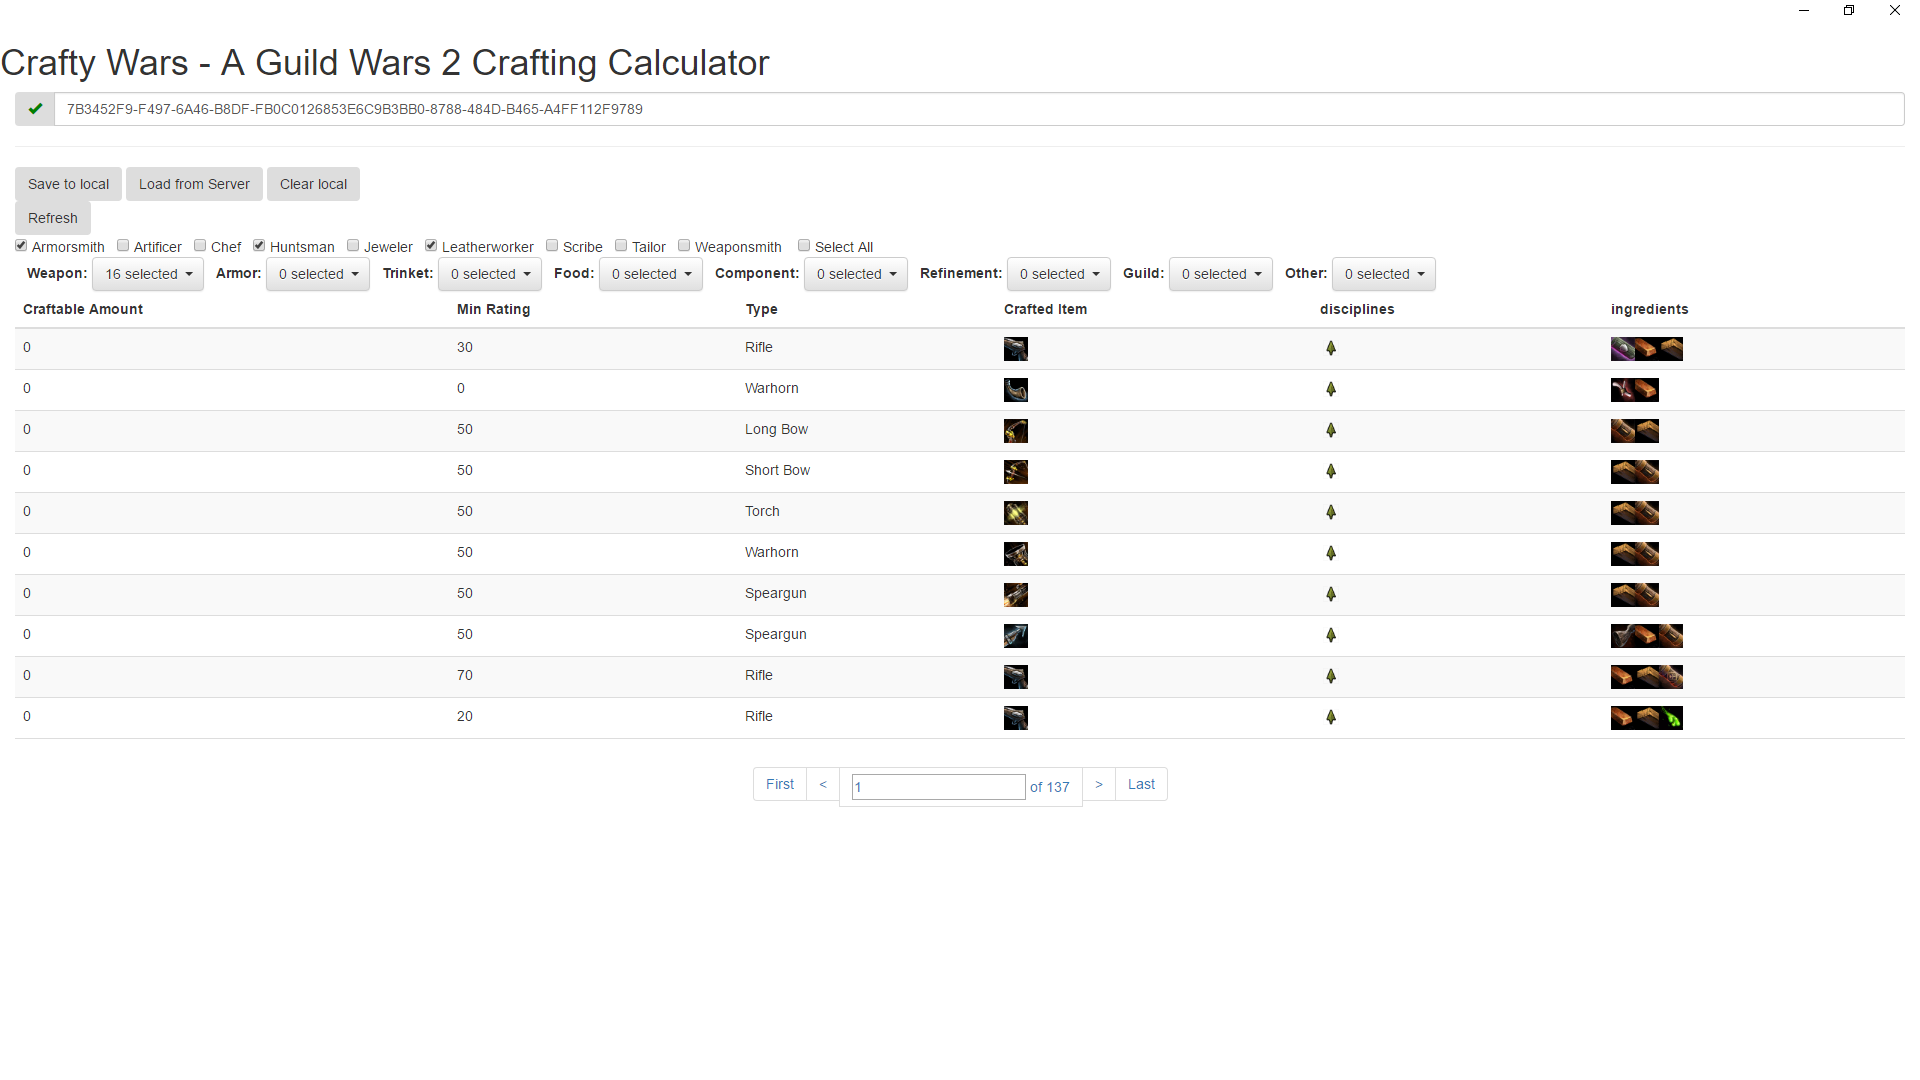 Crafty Wars - A Guild Wars 2 Crafting Calculator
7B3452F9-F497-6A46-B8DF-FB0C0126853E6C9B3BB0-8788-484D-B465-A4FF112F9789
Save to local Load from Server Clear local
Refresh
Armorsmith Artificer Chef Huntsman Jeweler Leatherworker Scribe Tailor Weaponsmith Select All
Weapon: 16 selected Armor: 0 selected Trinket: 0 selected Food: 0 selected Component: 0 selected Refinement: 0 selected Guild: 0 selected Other: 0 selected
Craftable Amount Min Rating Type Crafted Item disciplines ingredients
0 30 Rifle
0 0 Warhorn
0 50 Long Bow
0 50 Short Bow
0 50 Torch
0 50 Warhorn
0 50 Speargun
0 50 Speargun
0 70 Rifle
0 20 Rifle
First < 1 of 137 > Last